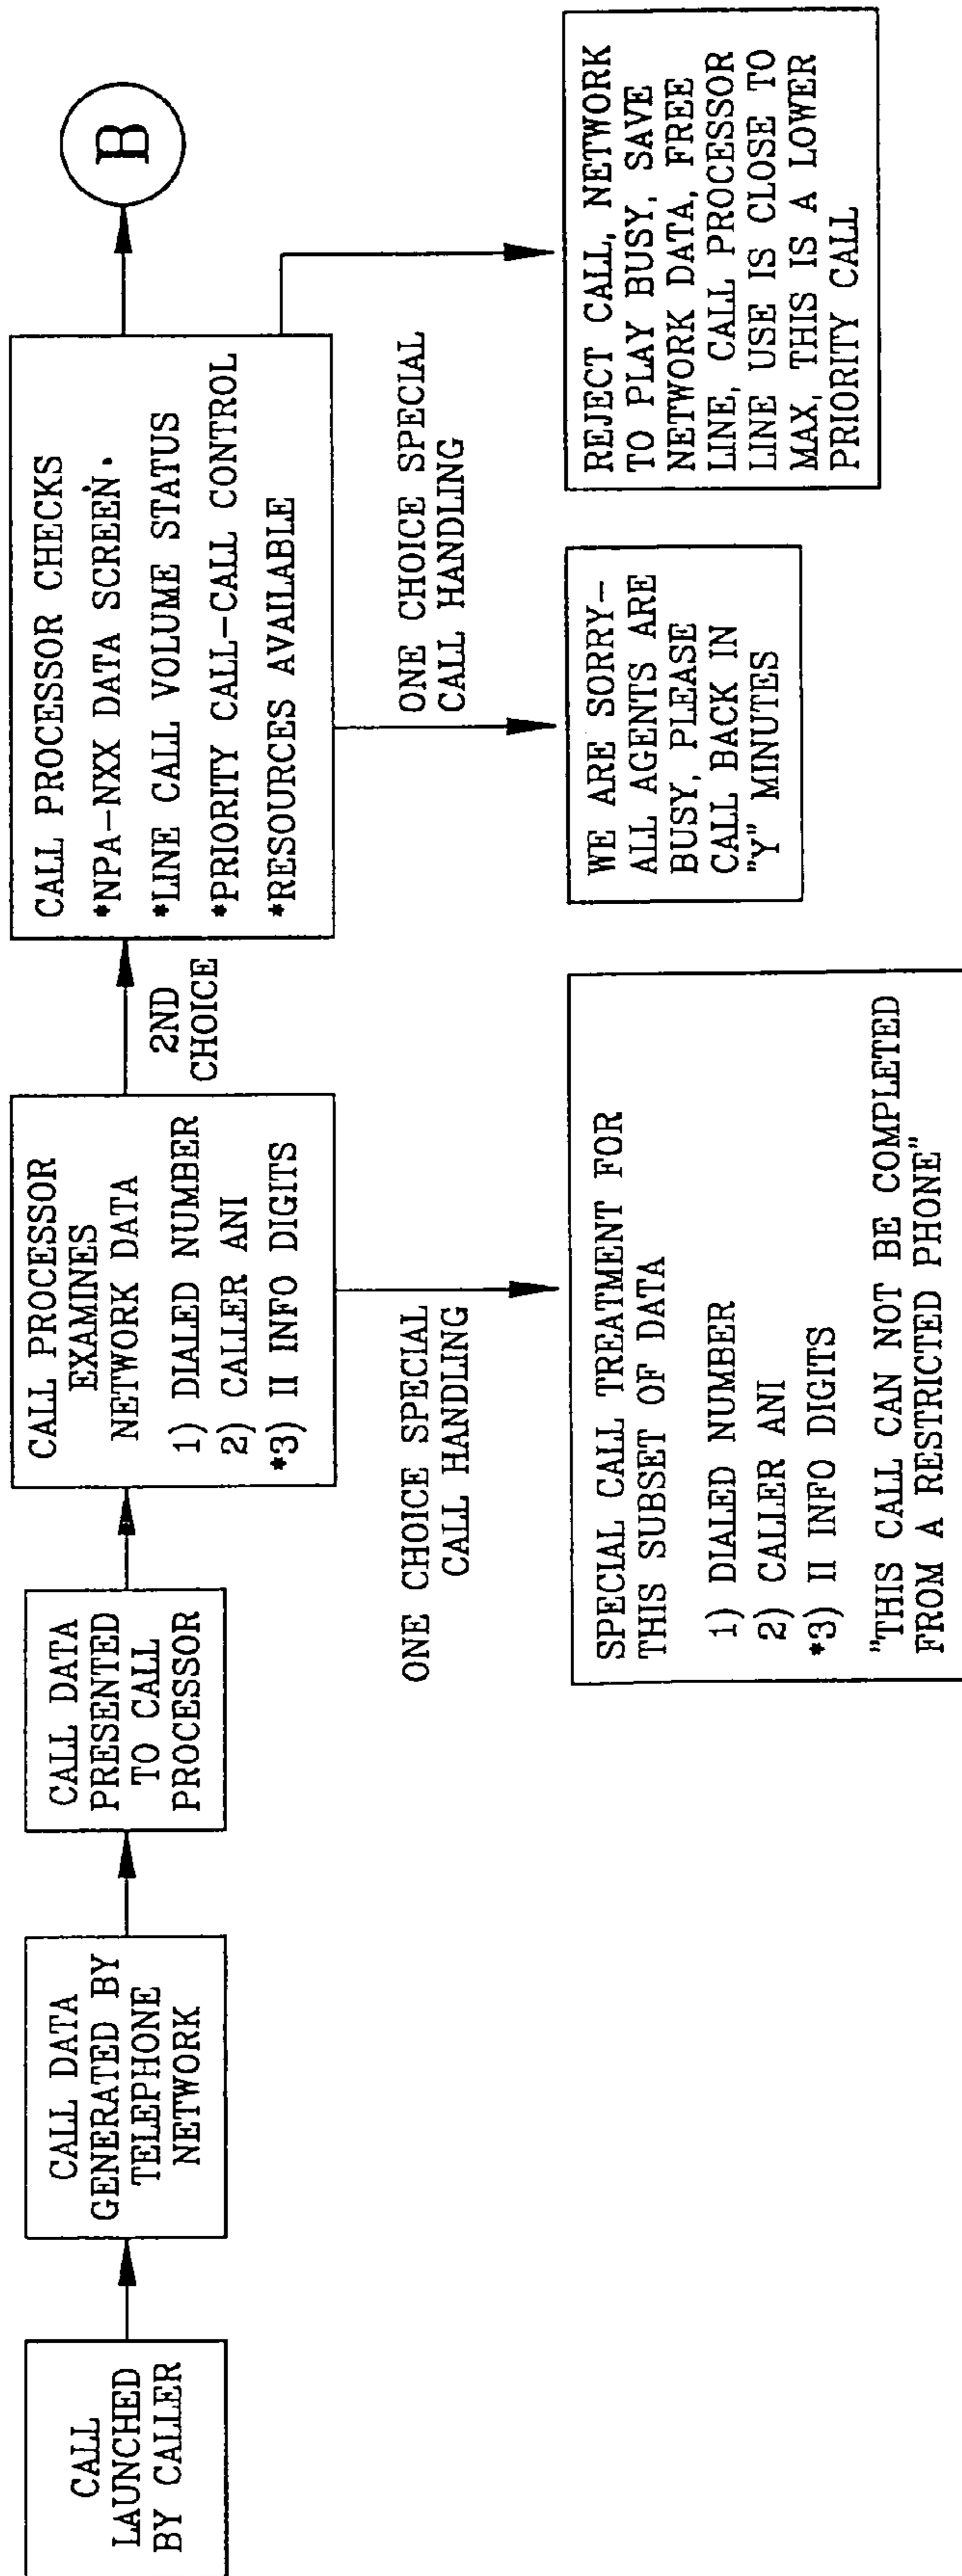 CALL
LAUNCHED
BY CALLER
CALL DATA
GENERATED BY
TELEPHONE
NETWORK
CALL DATA
PRESENTED
TO CALL
PROCESSOR
CALL PROCESSOR
EXAMINES
NETWORK DATA
1) DIALED NUMBER
2) CALLER ANI
*3) II INFO DIGITS
2ND
CHOICE
CALL PROCESSOR CHECKS
*NPA-NXX DATA SCREEN.
*LINE CALL VOLUME STATUS
*PRIORITY CALL-CALL CONTROL
*RESOURCES AVAILABLE
B
ONE CHOICE SPECIAL
CALL HANDLING
ONE CHOICE SPECIAL
CALL HANDLING
SPECIAL CALL TREATMENT FOR
THIS SUBSET OF DATA
1) DIALED NUMBER
2) CALLER ANI
*3) II INFO DIGITS
"THIS CALL CAN NOT BE COMPLETED
FROM A RESTRICTED PHONE"
WE ARE SORRY-
ALL AGENTS ARE
BUSY, PLEASE
CALL BACK IN
"Y" MINUTES
REJECT CALL, NETWORK
TO PLAY BUSY, SAVE
NETWORK DATA, FREE
LINE, CALL PROCESSOR
LINE USE IS CLOSE TO
MAX, THIS IS A LOWER
PRIORITY CALL